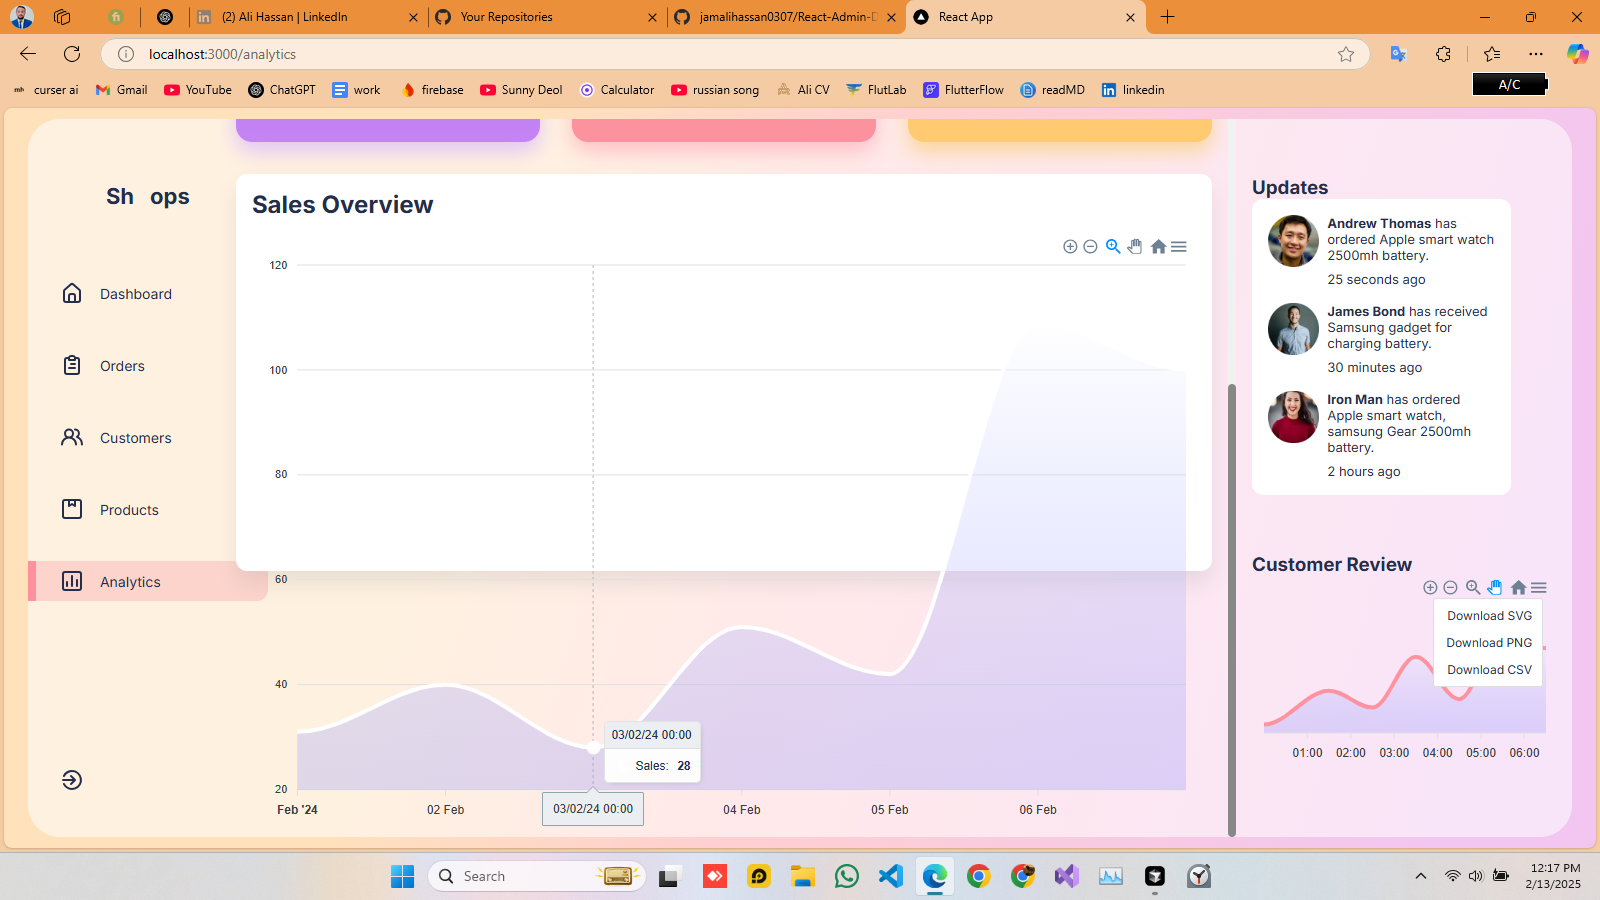 (2) Ali Hassan | LinkedIn
Your Repositories
jamalihassan0307/React-Admin-D
React App
localhost:3000/analytics
curser ai
Gmail
YouTube
ChatGPT
work
firebase
Sunny Deol
Calculator
russian song
Ali CV
FlutLab
FlutterFlow
readMD
linkedin
A/C
Sh ops
Dashboard
Orders
Customers
Products
Analytics
Sales Overview
120
100
80
60
40
20
03/02/24 00:00
Sales: 28
Feb '24
02 Feb
03/02/24 00:00
04 Feb
05 Feb
06 Feb
Updates
Andrew Thomas has
ordered Apple smart watch
2500mh battery.
25 seconds ago
James Bond has received
Samsung gadget for
charging battery.
30 minutes ago
Iron Man has ordered
Apple smart watch,
samsung Gear 2500mh
battery.
2 hours ago
Customer Review
Download SVG
Download PNG
Download CSV
01:00
02:00
03:00
04:00
05:00
06:00
Search
12:17 PM
2/13/2025